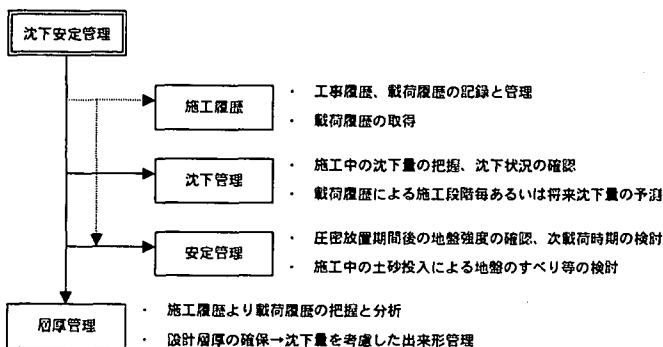 沈下安定管理
施工履歴
・ 工事履歴、載荷履歴の記録と管理
・ 載荷履歴の取得
沈下管理
・ 施工中の沈下量の把握、沈下状況の確認
・ 載荷履歴による施工段階毎あるいは将来沈下量の予測
安定管理
・ 圧密放置期間後の地盤強度の確認、次載荷時期の検討
・ 施工中の土砂投入による地盤のすべり等の検討
層厚管理
・ 施工履歴より載荷履歴の把握と分析
・ 設計層厚の確保→沈下量を考慮した出来形管理